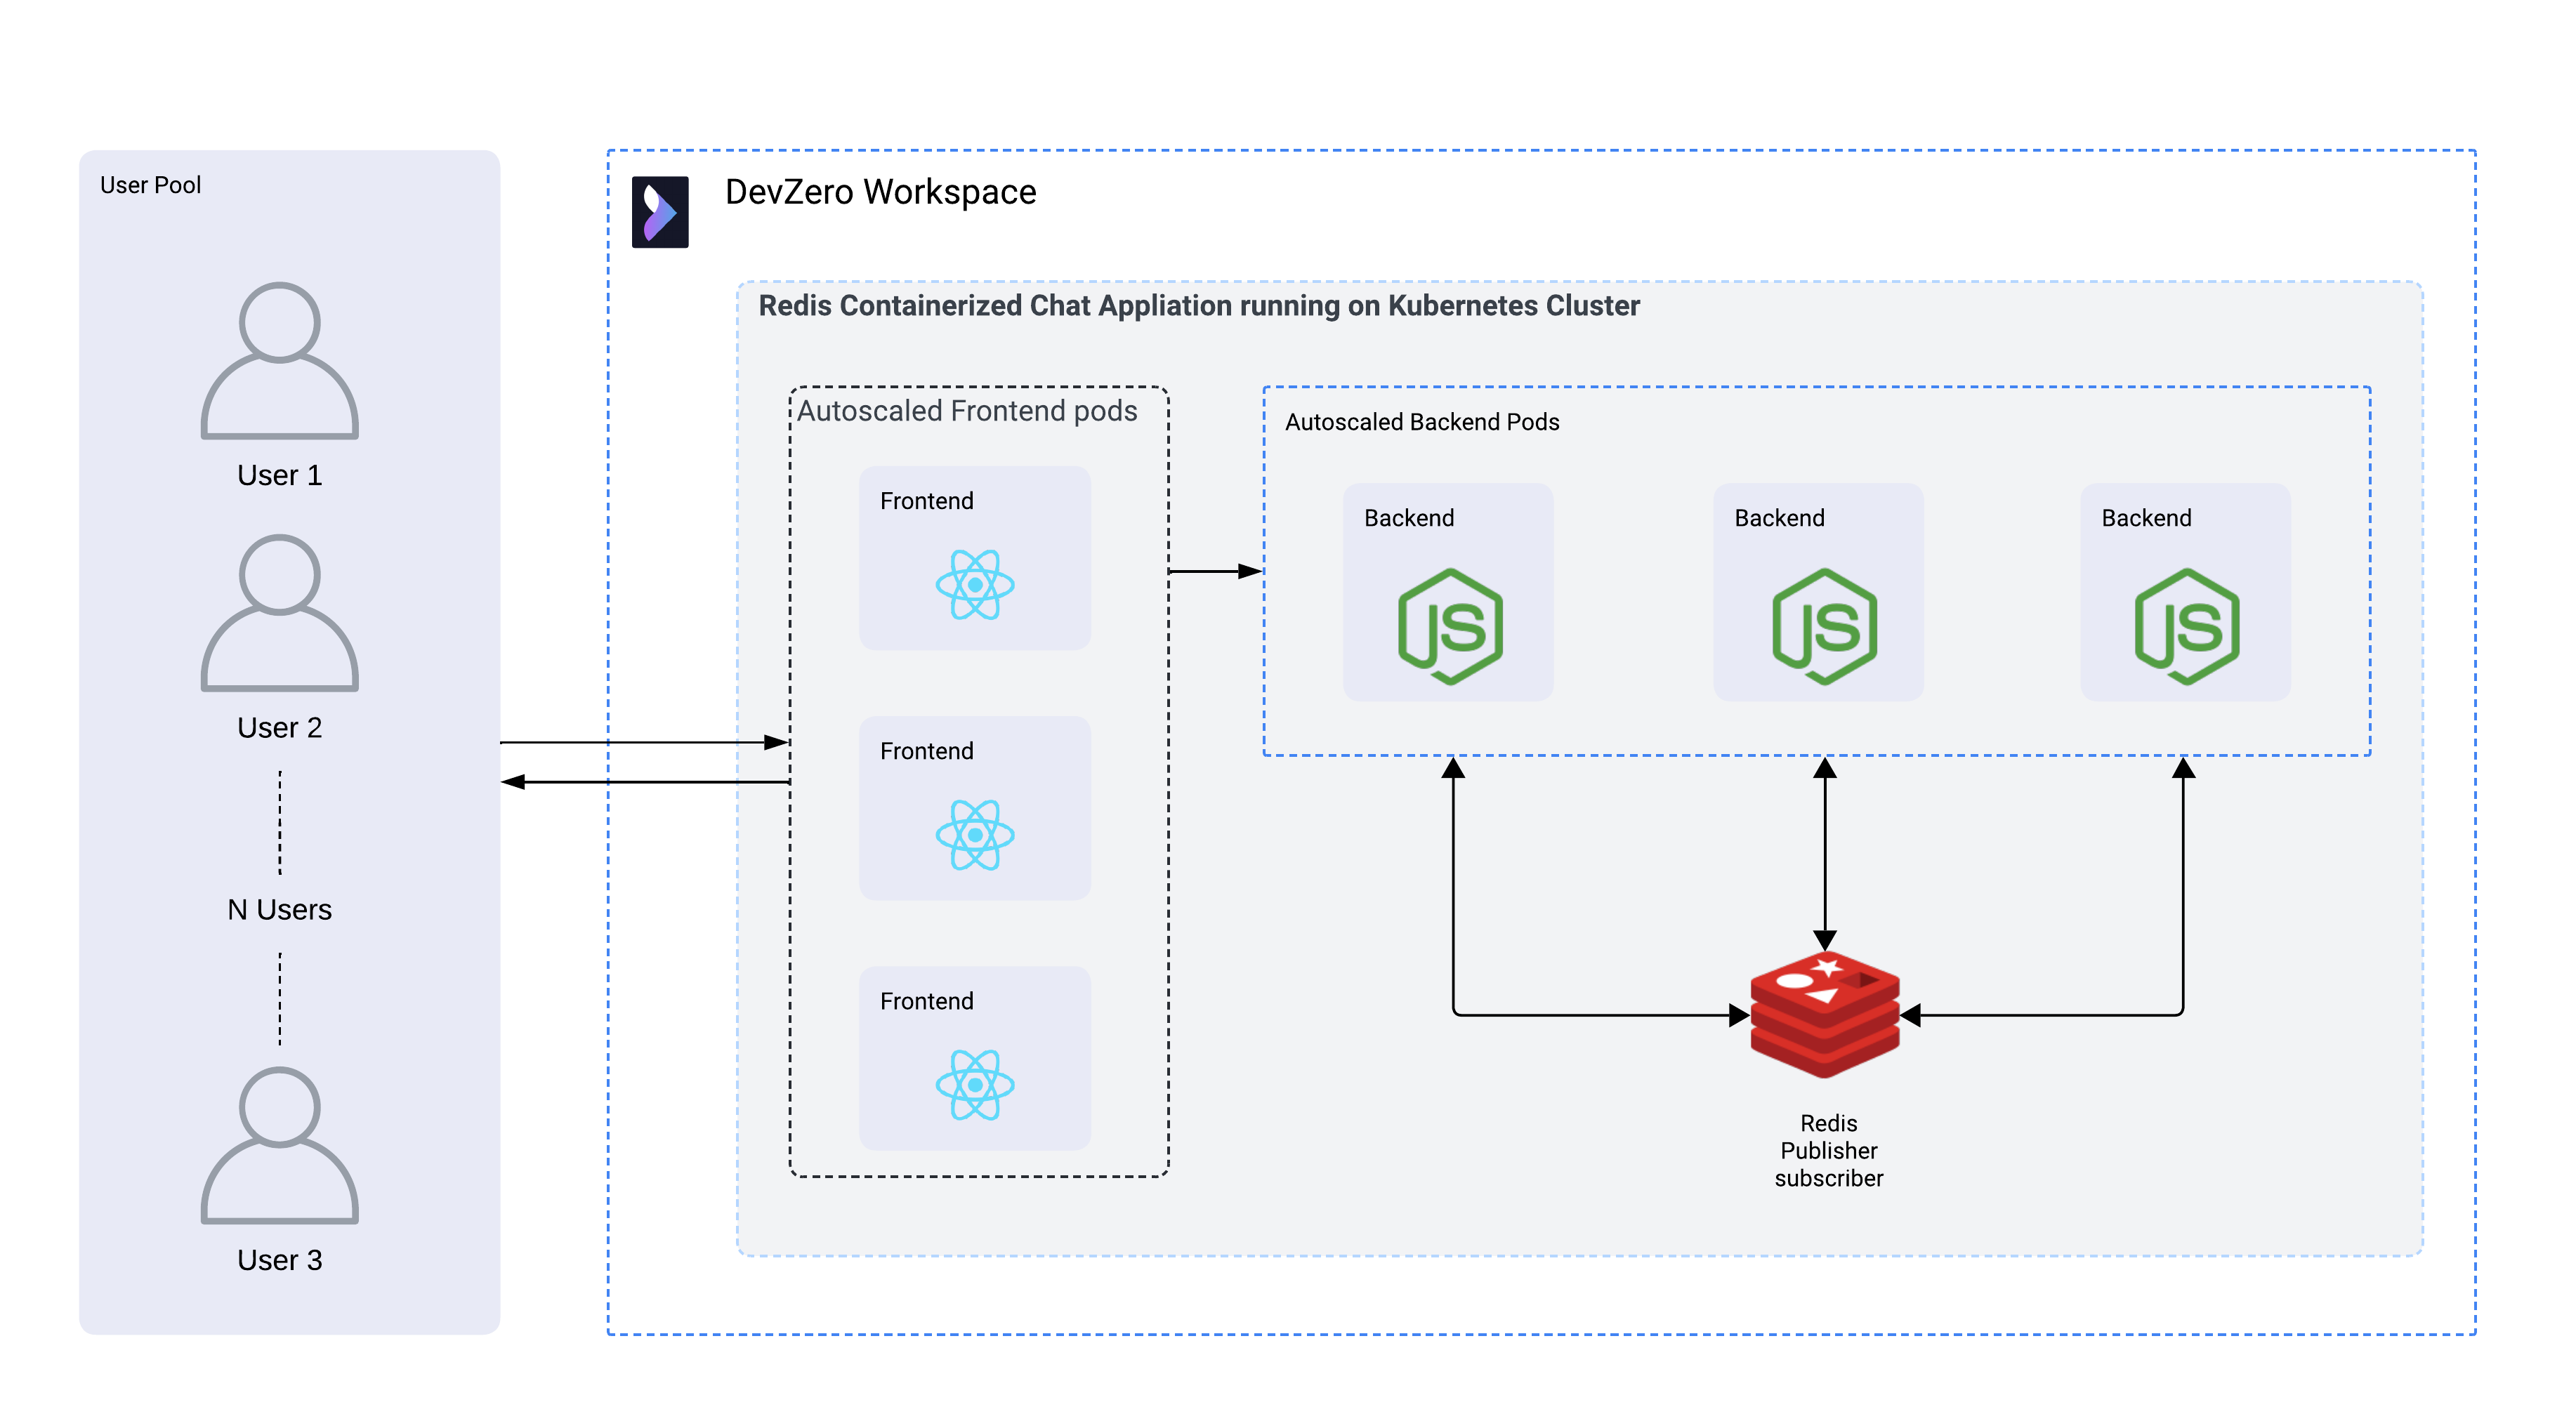 User Pool
User 1
User 2
N Users
User 3
DevZero Workspace
Redis Containerized Chat Appliation running on Kubernetes Cluster
Autoscaled Frontend pods
Frontend
Frontend
Frontend
Autoscaled Backend Pods
Backend
JS
Backend
JS
Backend
JS
Redis
Publisher
subscriber